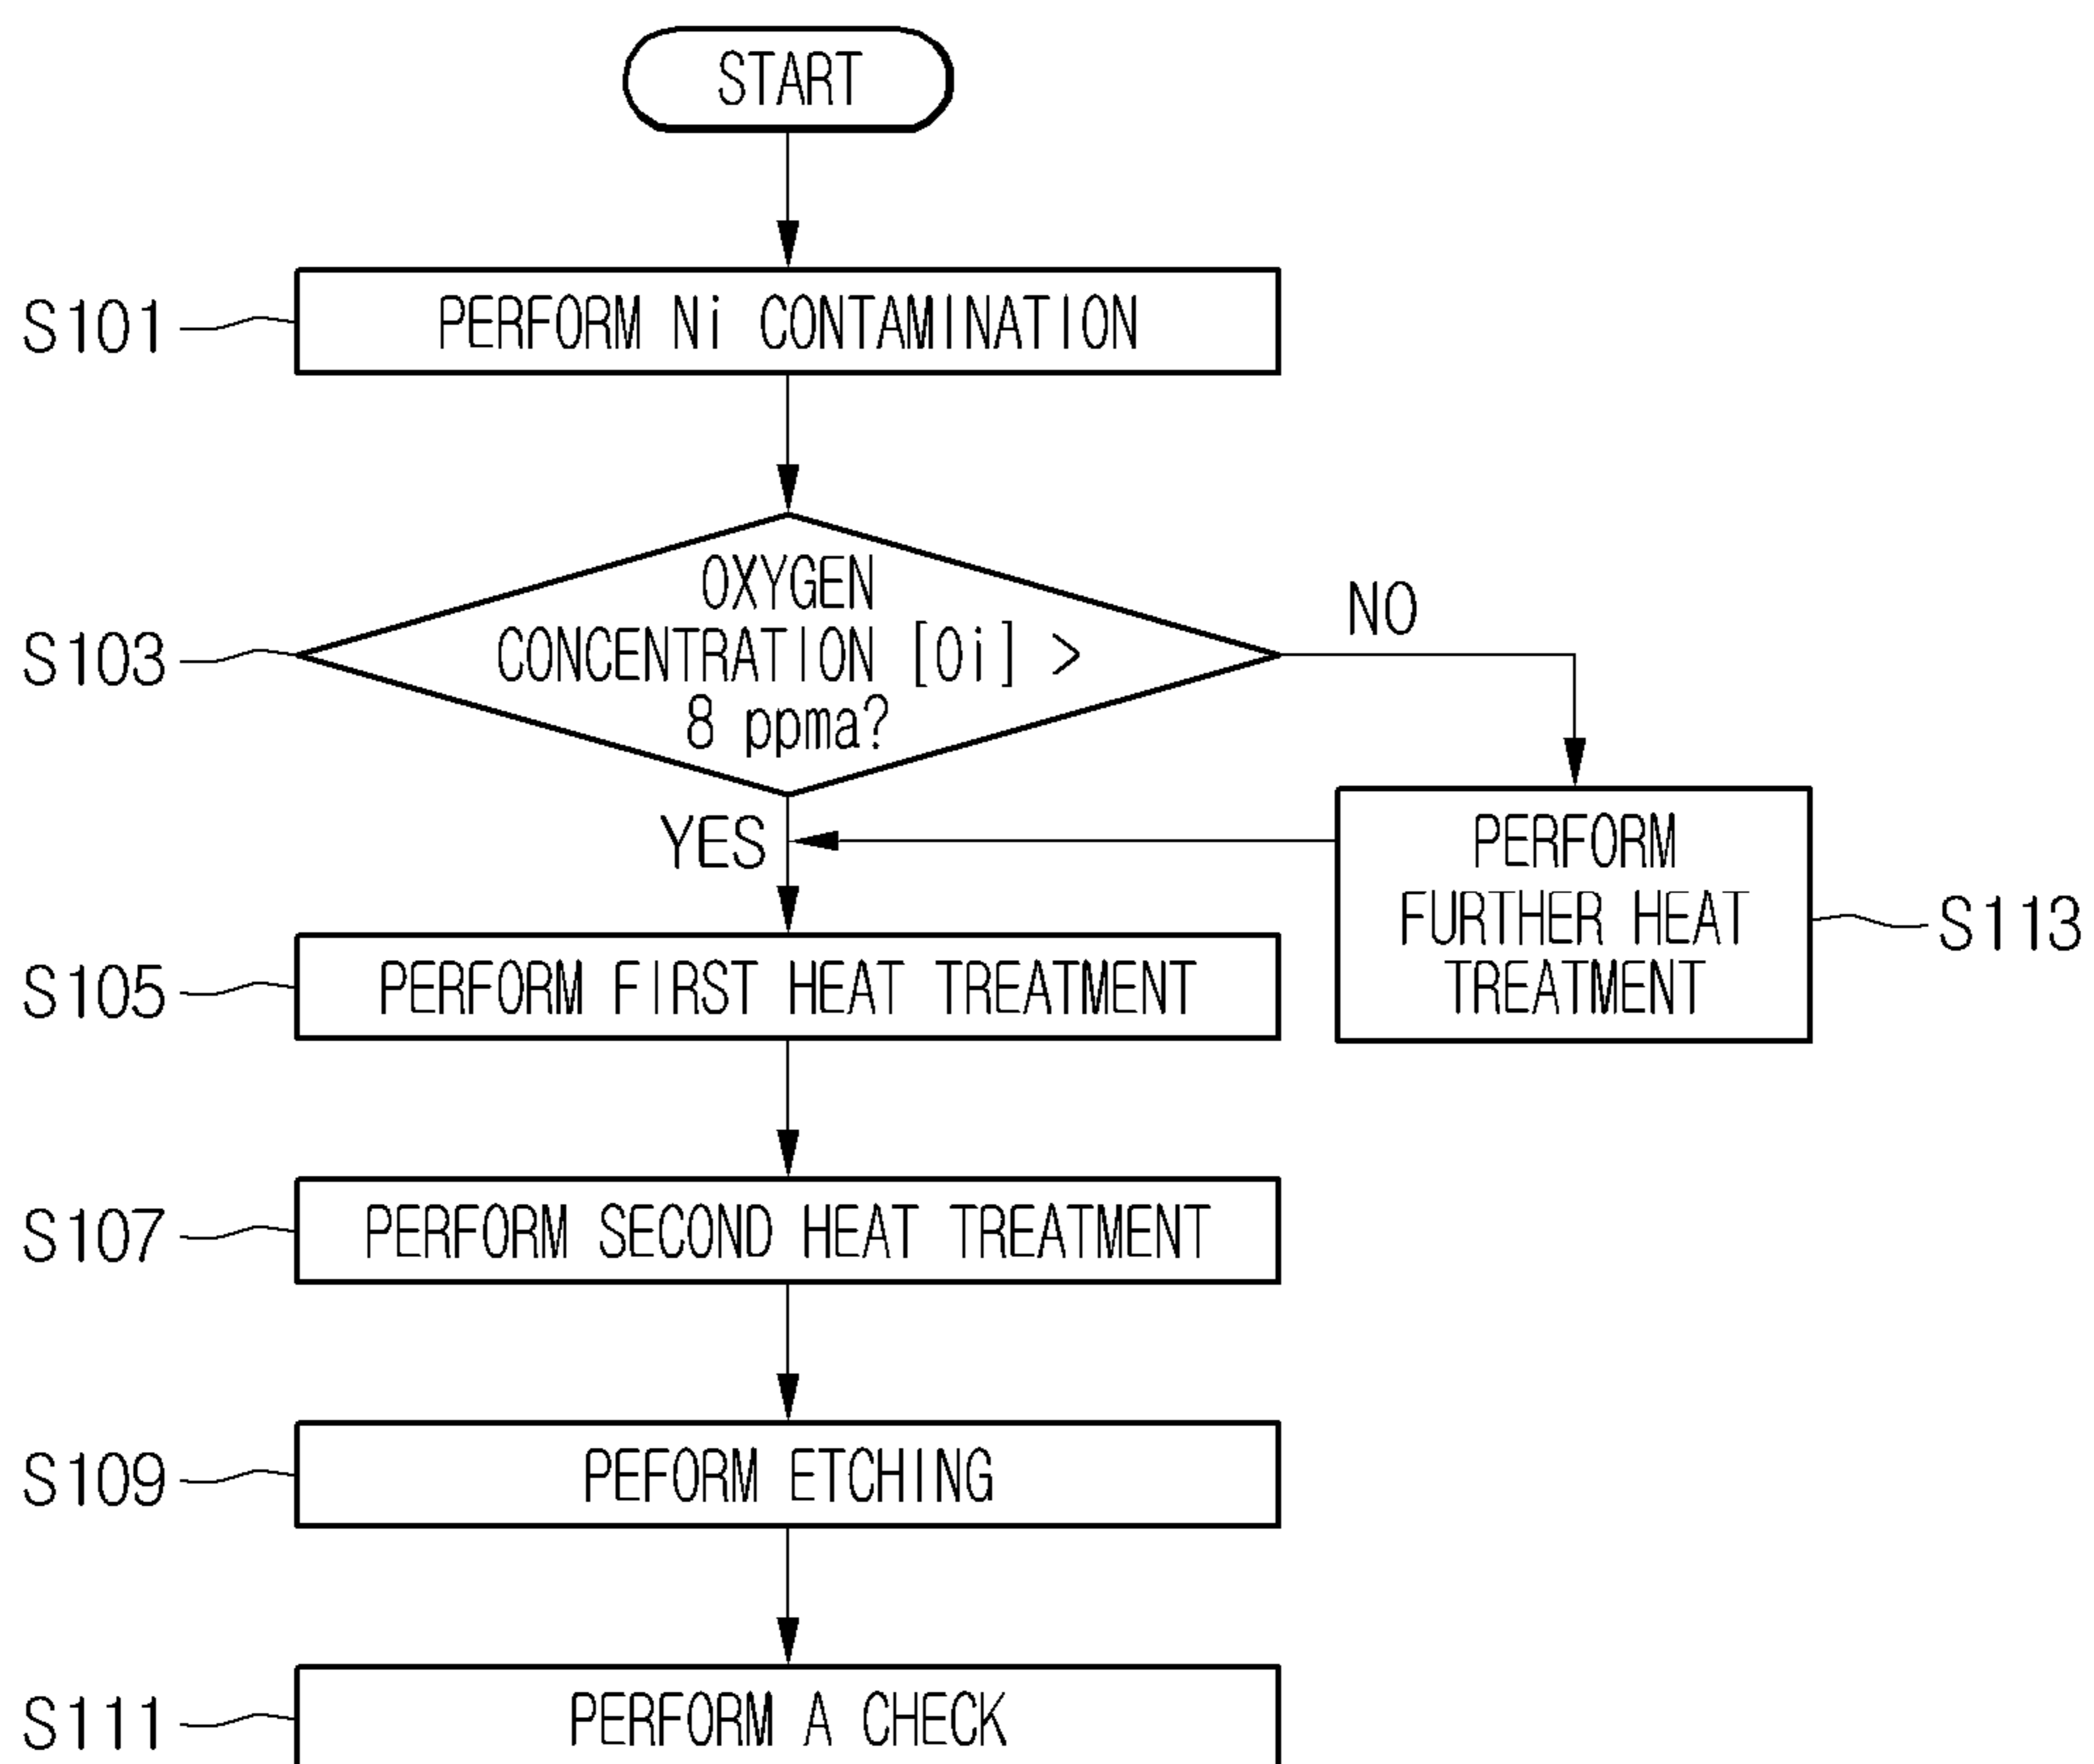 START
S101
PERFORM Ni CONTAMINATION
S103
OXYGEN
CONCENTRATION [Oi] >
8 ppma?
NO
YES
PERFORM
FURTHER HEAT
TREATMENT
S113
S105
PERFORM FIRST HEAT TREATMENT
S107
PERFORM SECOND HEAT TREATMENT
S109
PEFORM ETCHING
S111
PERFORM A CHECK